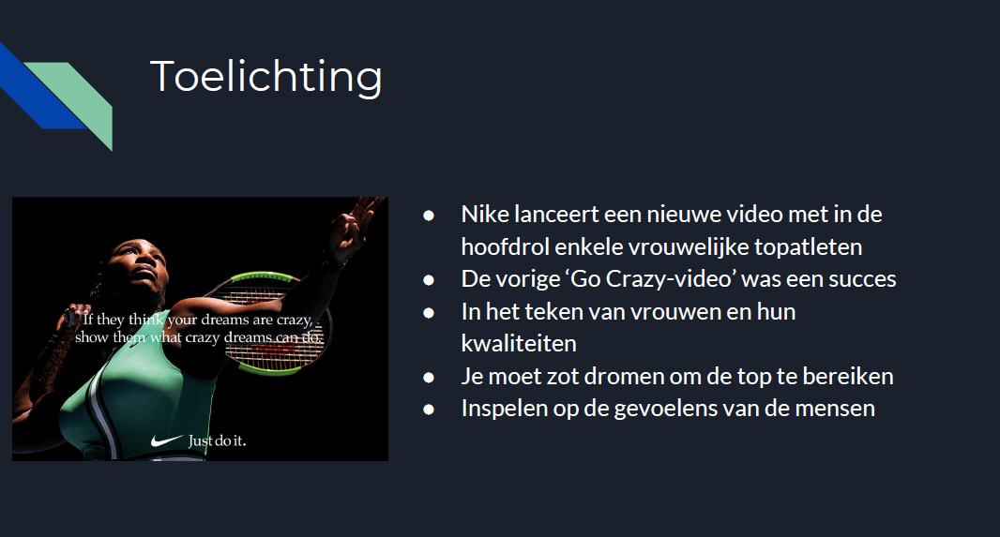 Toelichting
"If they think your dreams are crazy,
show them what crazy dreams can do.
Just do it.
● Nike lanceert een nieuwe video met in de
hoofdrol enkele vrouwelijke topatleten
● De vorige ‘Go Crazy-video’ was een succes
● In het teken van vrouwen en hun
kwaliteiten
● Je moet zot dromen om de top te bereiken
● Inspelen op de gevoelens van de mensen